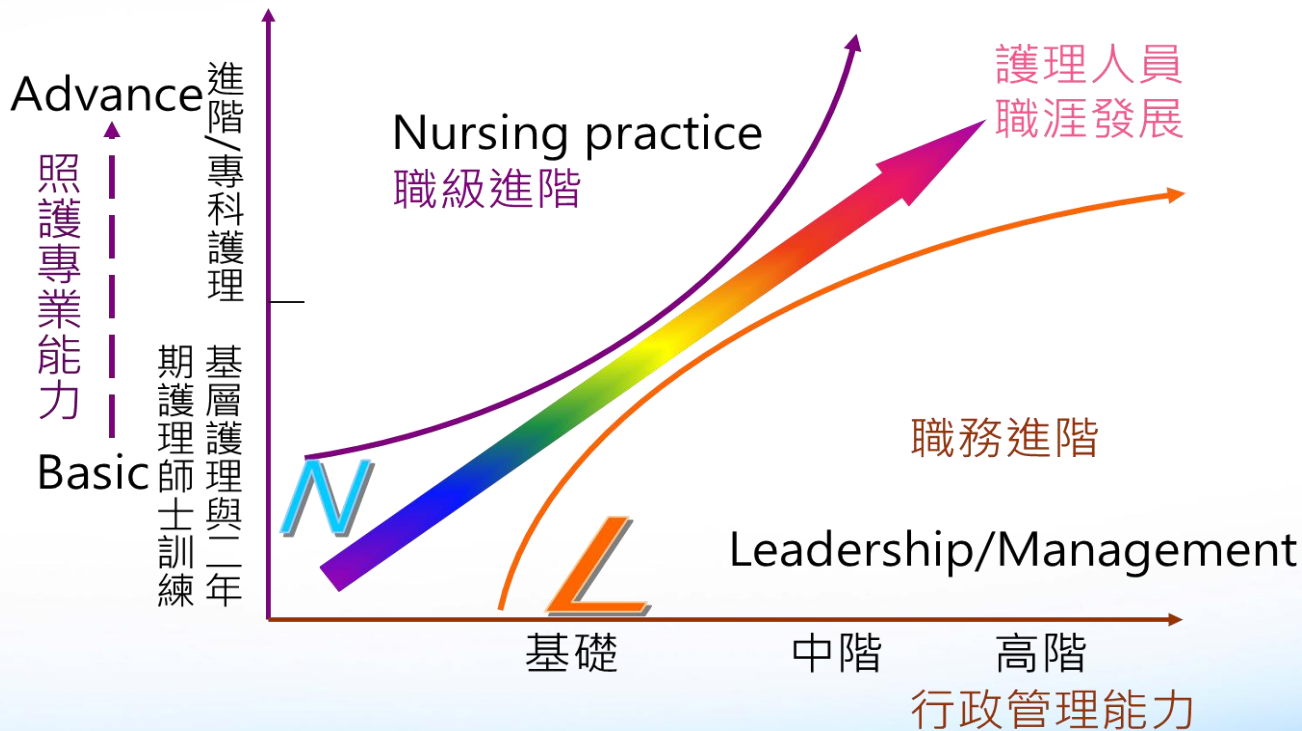 Advance
進階/專科護理
護理人員
職涯發展
Nursing practice
職級進階
照護專業能力
基層護理與二年
期護理師士訓練
Basic
N
職務進階
L
Leadership/Management
基礎
中階
高階
行政管理能力